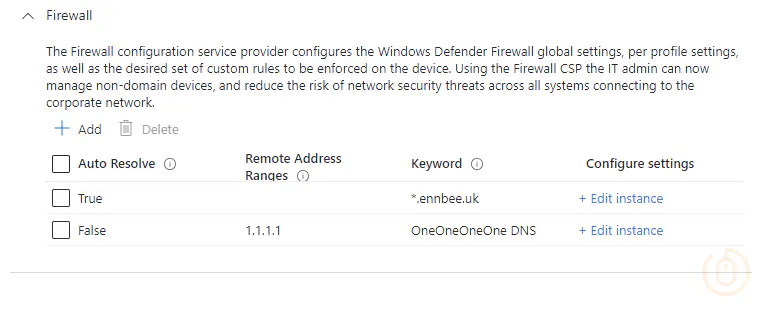 Firewall
The Firewall configuration service provider configures the Windows Defender Firewall global settings, per profile settings,
as well as the desired set of custom rules to be enforced on the device. Using the Firewall CSP the IT admin can now
manage non-domain devices, and reduce the risk of network security threats across all systems connecting to the
corporate network.
+ Add Delete
Auto Resolve Remote Address Ranges Keyword Configure settings
True *.ennbee.uk + Edit instance
False 1.1.1.1 OneOneOneOne DNS + Edit instance